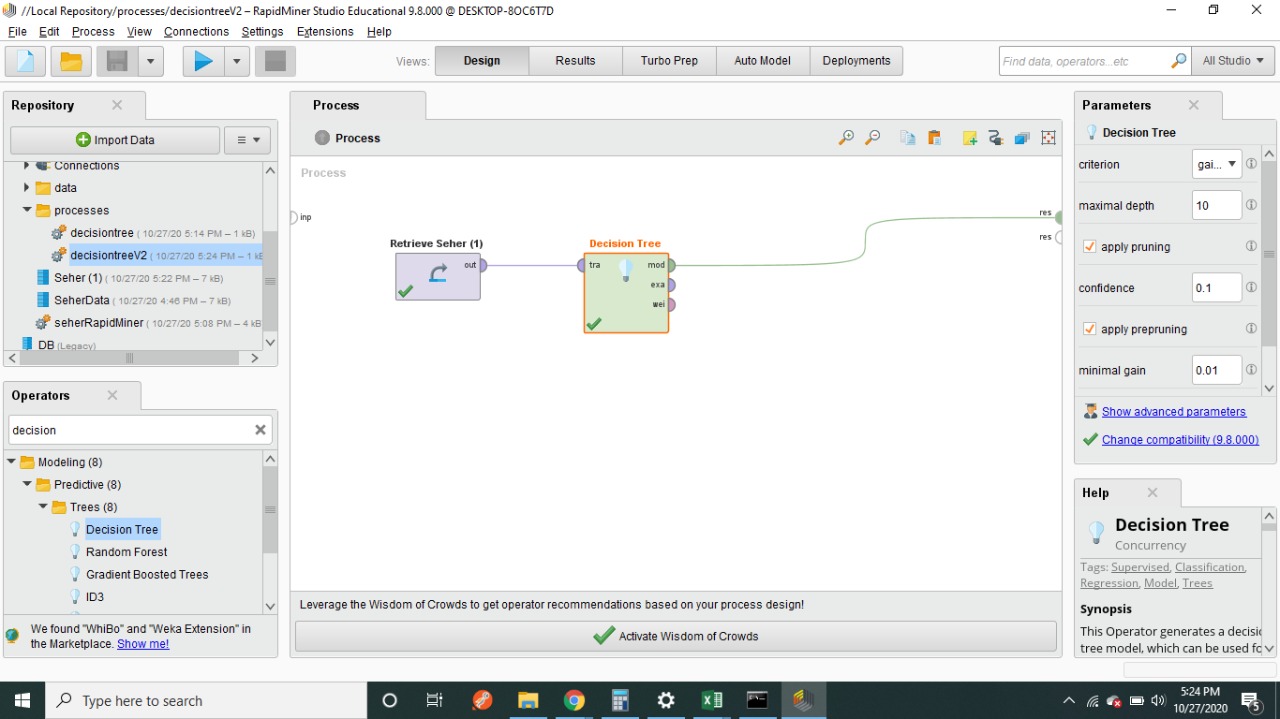 //Local Repository/processes/decisiontreeV2 – RapidMiner Studio Educational 9.8.000 @ DESKTOP-8OC6T7D
File Edit Process View Connections Settings Extensions Help
Views: Design Results Turbo Prep Auto Model Deployments
Find data, operators...etc
All Studio
Repository
Import Data
Connections
data
processes
decisiontree (10/27/20 5:14 PM – 1 kB)
decisiontreeV2 (10/27/20 5:24 PM – 1 kB
Seher (1) (10/27/20 5:22 PM – 7 kB)
SeherData (10/27/20 4:46 PM – 7 kB)
seherRapidMiner (10/27/20 5:08 PM – 4 kB
DB (Legacy)
Operators
decision
Modeling (8)
Predictive (8)
Trees (8)
Decision Tree
Random Forest
Gradient Boosted Trees
ID3
We found "WhiBo" and "Weka Extension" in
the Marketplace. Show me!
Process
Process
Process
inp
res
res
Retrieve Seher (1)
out
Decision Tree
tra mod
exa
wei
Leverage the Wisdom of Crowds to get operator recommendations based on your process design!
Activate Wisdom of Crowds
Parameters
Decision Tree
criterion gai...
maximal depth 10
apply pruning
confidence 0.1
apply prepruning
minimal gain 0.01
Show advanced parameters
Change compatibility (9.8.000)
Help
Decision Tree
Concurrency
Tags: Supervised, Classification,
Regression, Model, Trees
Synopsis
This Operator generates a decisic
tree model, which can be used fo
Type here to search
5:24 PM
10/27/2020
5